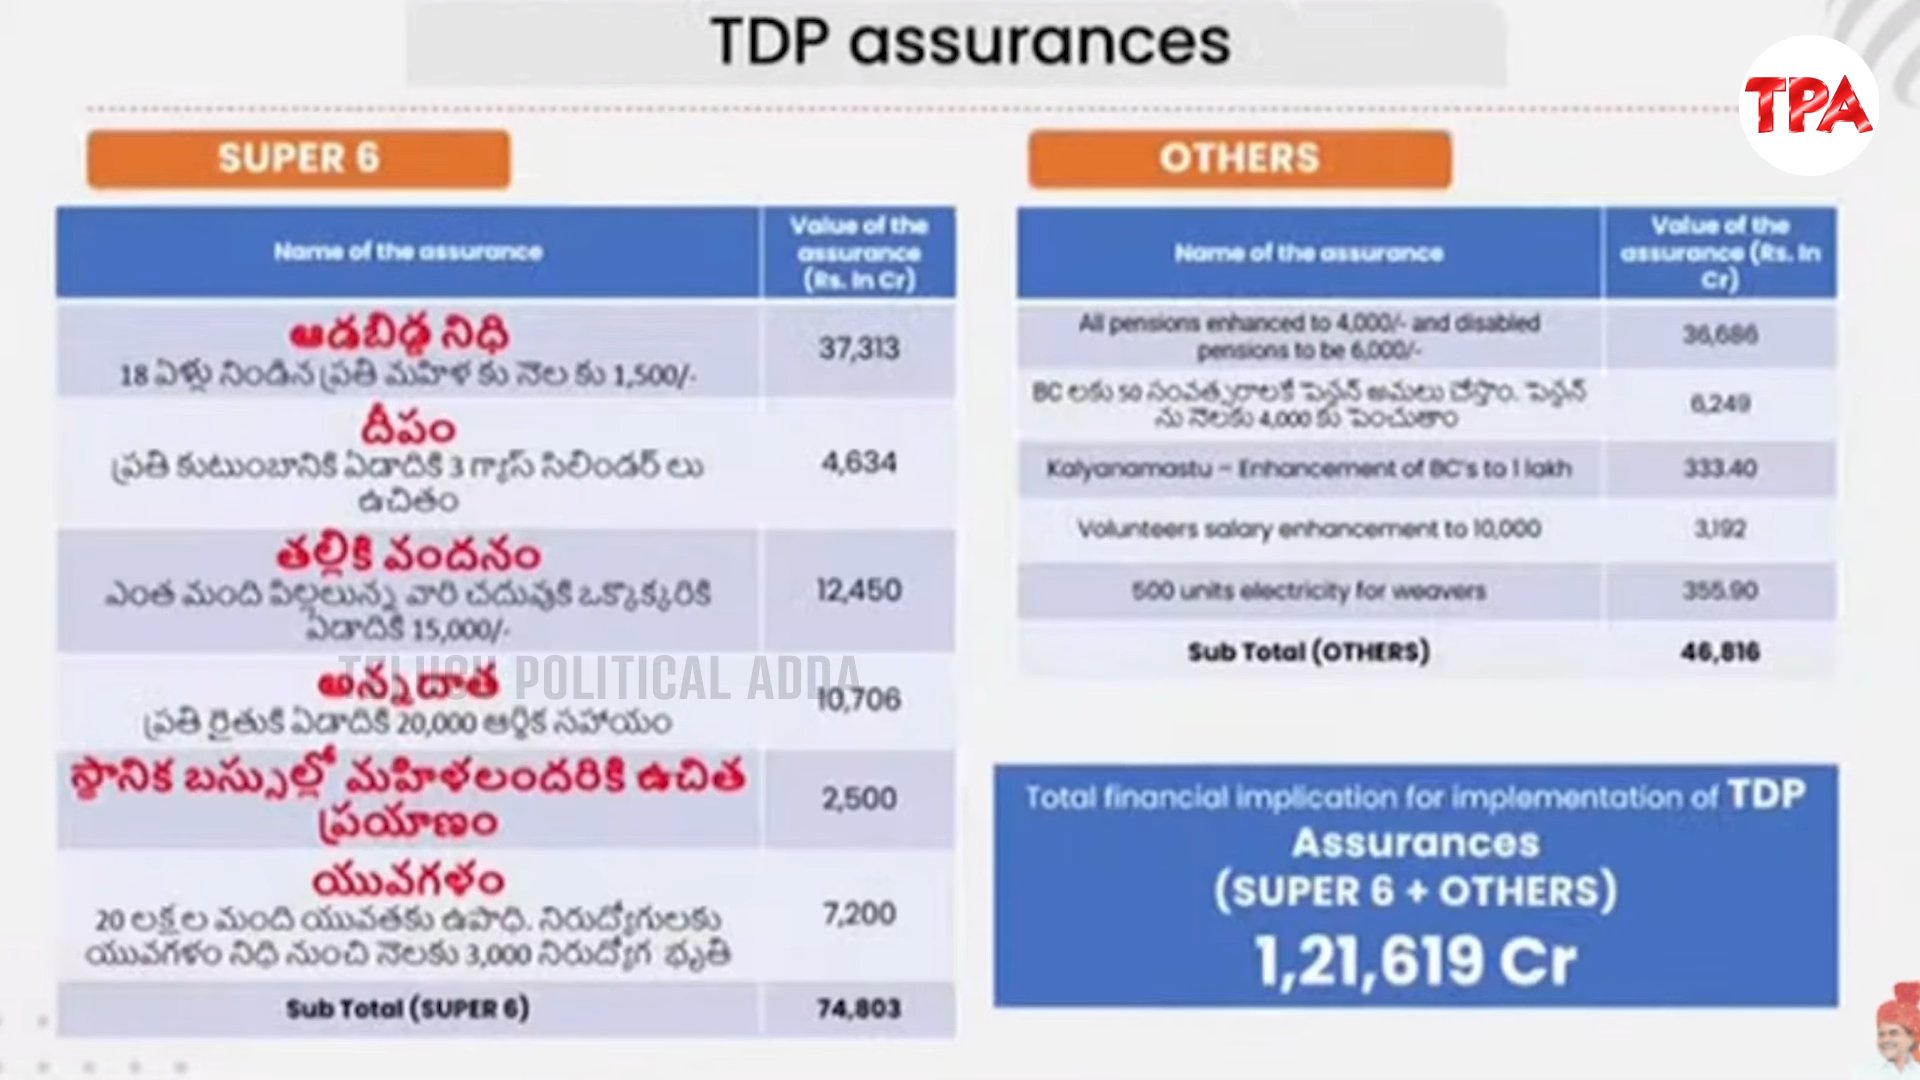 TDP assurances
TPA
SUPER 6
Name of the assurance
Value of the
assurance
(Rs. In Cr)
ఆడబిడ్డ నిధి
18 ఏళ్లు నిండిన ప్రతి మహిళ కు నెల కు 1,500/-
37,313
దీపం
ప్రతి కుటుంబానికి ఏడాదికి 3 గ్యాస్ సిలిండర్ లు
ఉచితం
4,634
తల్లికి వందనం
ఎంత మంది పిల్లలున్న వారి చదువుకి ఒక్కొక్కరికి
ఏడాదికి 15,000/-
12,450
TELUGU POLITICAL ADDA
అన్నదాత
ప్రతి రైతుకి ఏడాదికి 20,000 ఆర్థిక సహాయం
10,706
స్థానిక బస్సుల్లో మహిళలందరికి ఉచిత
ప్రయాణం
2,500
యువగళం
20 లక్షల మంది యువతకు ఉపాధి. నిరుద్యోగులకు
యువగళం నిధి నుంచి నెలకు 3,000 నిరుద్యోగ భృతి
7,200
Sub Total (SUPER 6)
74,803
OTHERS
Name of the assurance
Value of the
assurance (Rs. In
Cr)
All pensions enhanced to 4,000/- and disabled
pensions to be 6,000/-
36,686
BC లకు 50 సంవత్సరాలకే పెన్షన్ అమలు చేస్తాం. పెన్షన్
ను నెలకు 4,000 కు పెంచుతాం
6,249
Kalyanamastu – Enhancement of BC's to 1 lakh
333.40
Volunteers salary enhancement to 10,000
3,192
500 units electricity for weavers
355.90
Sub Total (OTHERS)
46,816
Total financial implication for implementation of TDP
Assurances
(SUPER 6 + OTHERS)
1,21,619 Cr